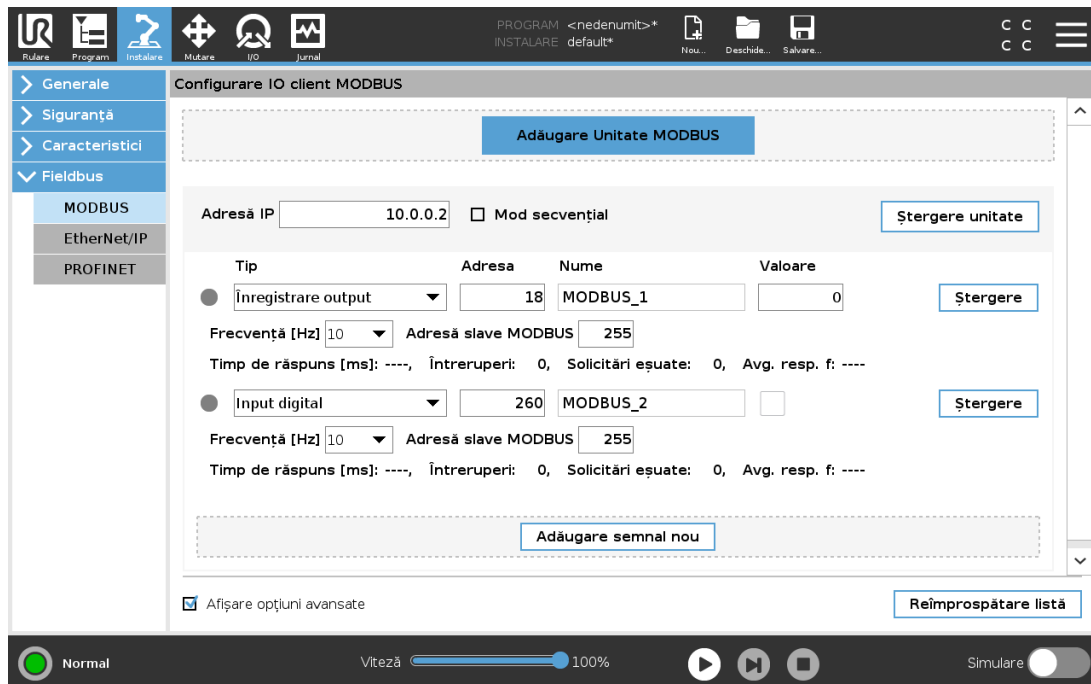 UR
PROGRAM <nedenumit>*
INSTALARE default*
C C
C C
Rulare Program Instalare Mutare I/O Jurnal Nou... Deschide... Salvare...
Generale
Siguranță
Caracteristici
Fieldbus
MODBUS
EtherNet/IP
PROFINET
Configurare IO client MODBUS
Adăugare Unitate MODBUS
Adresă IP 10.0.0.2 Mod secvențial Ștergere unitate
Tip Adresa Nume Valoare
Înregistrare output 18 MODBUS_1 0 Ștergere
Frecvență [Hz] 10 Adresă slave MODBUS 255
Timp de răspuns [ms]: ----, Întreruperi: 0, Solicitări eșuate: 0, Avg. resp. f: ----
Input digital 260 MODBUS_2 Ștergere
Frecvență [Hz] 10 Adresă slave MODBUS 255
Timp de răspuns [ms]: ----, Întreruperi: 0, Solicitări eșuate: 0, Avg. resp. f: ----
Adăugare semnal nou
Afișare opțiuni avansate Reîmprospătare listă
Normal Viteză 100% Simulare